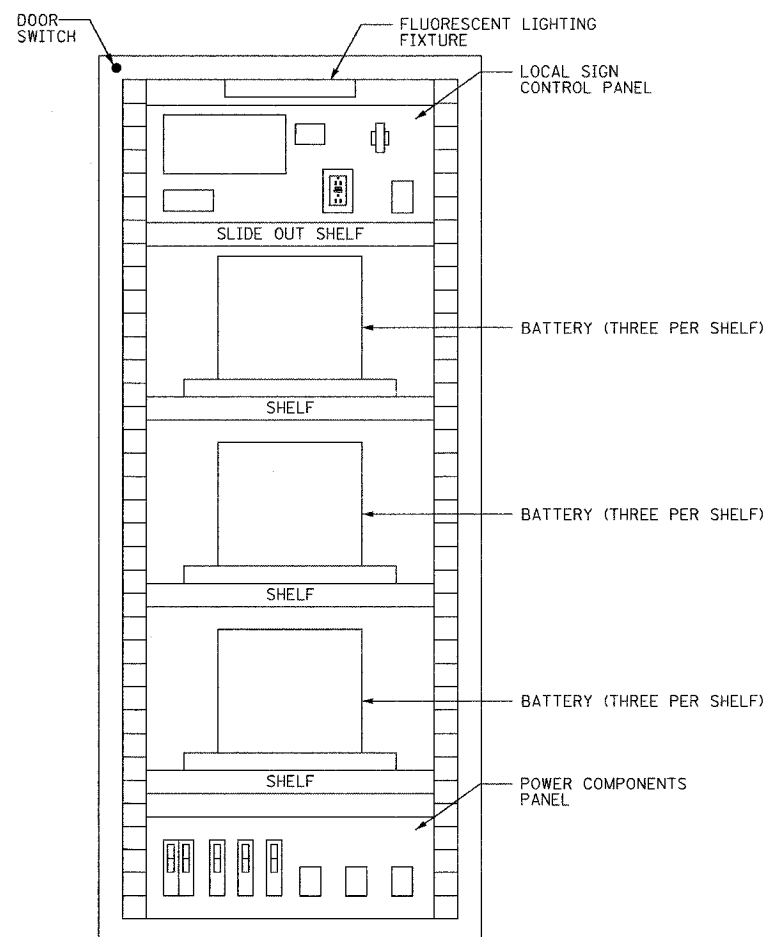 DOOR
SWITCH
FLUORESCENT LIGHTING
FIXTURE
LOCAL SIGN
CONTROL PANEL
SLIDE OUT SHELF
BATTERY (THREE PER SHELF)
SHELF
BATTERY (THREE PER SHELF)
SHELF
BATTERY (THREE PER SHELF)
SHELF
POWER COMPONENTS
PANEL